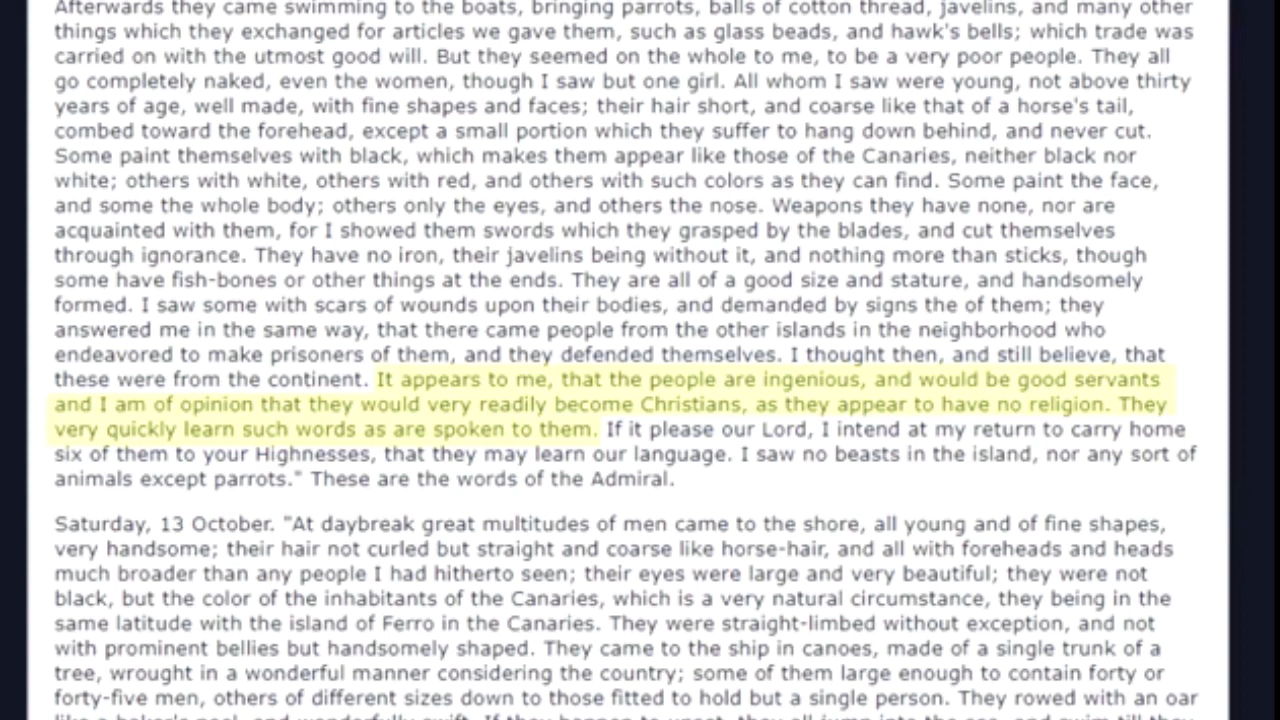 Afterwards they came swimming to the boats, bringing parrots, balls of cotton thread, javelins, and many other
things which they exchanged for articles we gave them, such as glass beads, and hawk's bells; which trade was
carried on with the utmost good will. But they seemed on the whole to me, to be a very poor people. They all
go completely naked, even the women, though I saw but one girl. All whom I saw were young, not above thirty
years of age, well made, with fine shapes and faces; their hair short, and coarse like that of a horse's tail,
combed toward the forehead, except a small portion which they suffer to hang down behind, and never cut.
Some paint themselves with black, which makes them appear like those of the Canaries, neither black nor
white; others with white, others with red, and others with such colors as they can find. Some paint the face,
and some the whole body; others only the eyes, and others the nose. Weapons they have none, nor are
acquainted with them, for I showed them swords which they grasped by the blades, and cut themselves
through ignorance. They have no iron, their javelins being without it, and nothing more than sticks, though
some have fish-bones or other things at the ends. They are all of a good size and stature, and handsomely
formed. I saw some with scars of wounds upon their bodies, and demanded by signs the of them; they
answered me in the same way, that there came people from the other islands in the neighborhood who
endeavored to make prisoners of them, and they defended themselves. I thought then, and still believe, that
these were from the continent. It appears to me, that the people are ingenious, and would be good servants
and I am of opinion that they would very readily become Christians, as they appear to have no religion. They
very quickly learn such words as are spoken to them. If it please our Lord, I intend at my return to carry home
six of them to your Highnesses, that they may learn our language. I saw no beasts in the island, nor any sort of
animals except parrots." These are the words of the Admiral.
Saturday, 13 October. "At daybreak great multitudes of men came to the shore, all young and of fine shapes,
very handsome; their hair not curled but straight and coarse like horse-hair, and all with foreheads and heads
much broader than any people I had hitherto seen; their eyes were large and very beautiful; they were not
black, but the color of the inhabitants of the Canaries, which is a very natural circumstance, they being in the
same latitude with the island of Ferro in the Canaries. They were straight-limbed without exception, and not
with prominent bellies but handsomely shaped. They came to the ship in canoes, made of a single trunk of a
tree, wrought in a wonderful manner considering the country; some of them large enough to contain forty or
forty-five men, others of different sizes down to those fitted to hold but a single person. They rowed with an oar
like a baker's peel, and wonderfully swift. If they happen to upset, they all jump into the sea, and swim till they